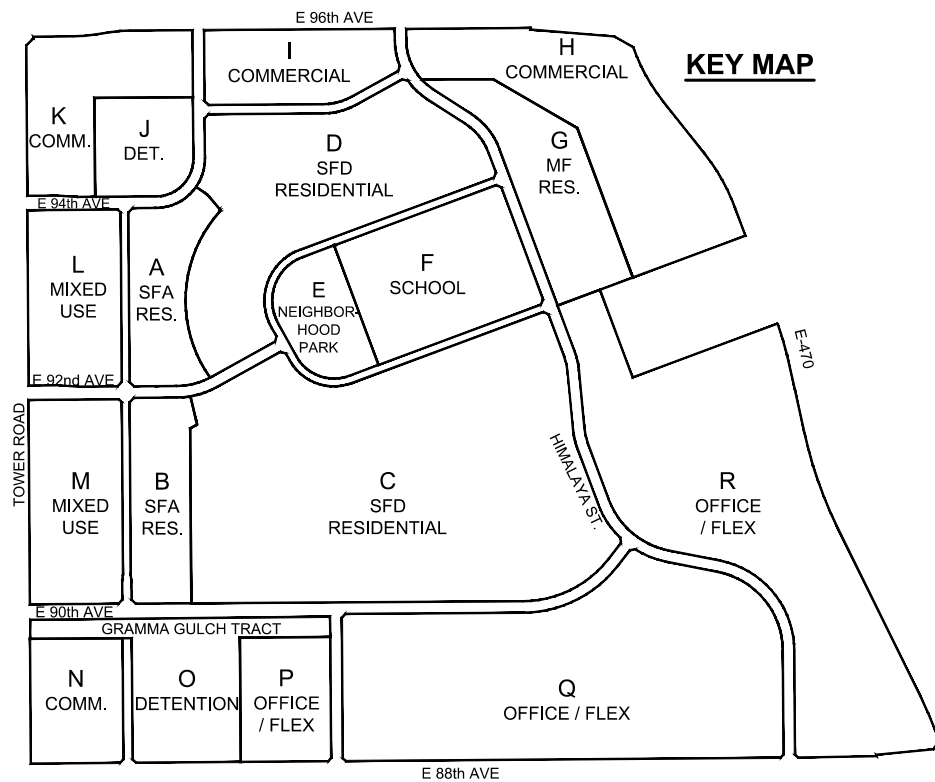 E 96th AVE
KEY MAP
I
COMMERCIAL
H
COMMERCIAL
K
COMM.
J
DET.
D
SFD
RESIDENTIAL
G
MF
RES.
E 94th AVE
L
MIXED
USE
A
SFA
RES.
E
NEIGHBOR-
HOOD
PARK
F
SCHOOL
E-470
E 92nd AVE
TOWER ROAD
M
MIXED
USE
B
SFA
RES.
C
SFD
RESIDENTIAL
HIMALAYA ST.
R
OFFICE
/ FLEX
E 90th AVE
GRAMMA GULCH TRACT
N
COMM.
O
DETENTION
P
OFFICE
/ FLEX
Q
OFFICE / FLEX
E 88th AVE